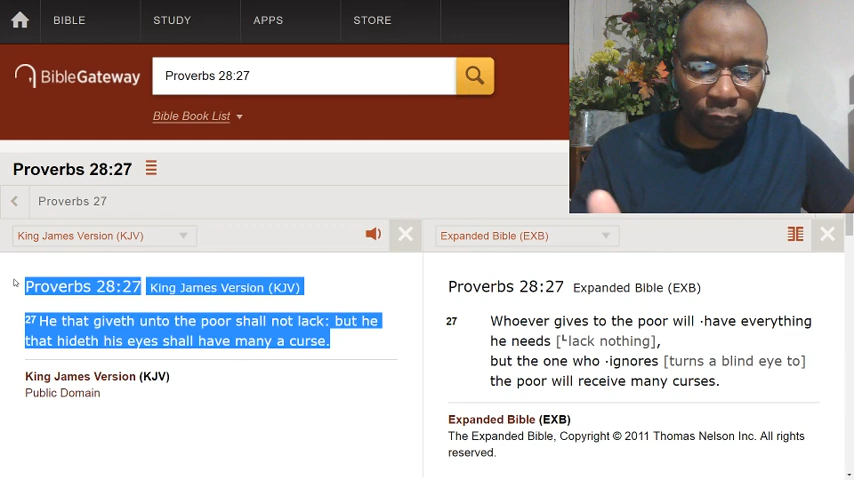 BIBLE STUDY APPS STORE
BibleGateway
Proverbs 28:27
Bible Book List
Proverbs 28:27
Proverbs 27
King James Version (KJV)
Proverbs 28:27 King James Version (KJV)
27 He that giveth unto the poor shall not lack: but he
that hideth his eyes shall have many a curse.
King James Version (KJV)
Public Domain
Expanded Bible (EXB)
Proverbs 28:27 Expanded Bible (EXB)
27 Whoever gives to the poor will ·have everything
he needs [└lack nothing],
but the one who ·ignores [turns a blind eye to]
the poor will receive many curses.
Expanded Bible (EXB)
The Expanded Bible, Copyright © 2011 Thomas Nelson Inc. All rights
reserved.